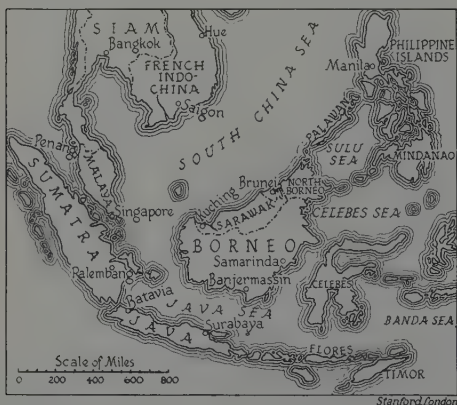 SIAM
Bangkok
Hue
FRENCH
INDO-
CHINA
Saigon
SOUTH CHINA SEA
Manila
PHILIPPINE
ISLANDS
PALAWAN
SULU
SEA
MINDANAO
Penang
MALAYA
SUMATRA
Singapore
Kuching
Brunei
NORTH
BORNEO
SARAWAK
CELEBES SEA
BORNEO
Samarinda
Banjermassin
Palembang
CELEBES
Batavia
JAVA SEA
BANDA SEA
JAVA
Surabaya
FLORES
TIMOR
Scale of Miles
0 200 400 600 800
Stanford London